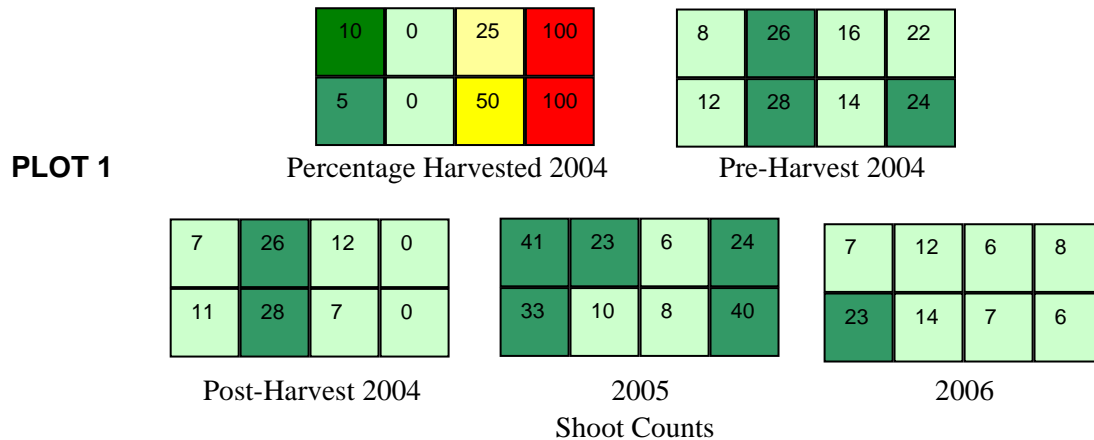 10 0 25 100
5 0 50 100
Percentage Harvested 2004
8 26 16 22
12 28 14 24
Pre-Harvest 2004
PLOT 1
7 26 12 0
11 28 7 0
Post-Harvest 2004
41 23 6 24
33 10 8 40
2005
7 12 6 8
23 14 7 6
2006
Shoot Counts